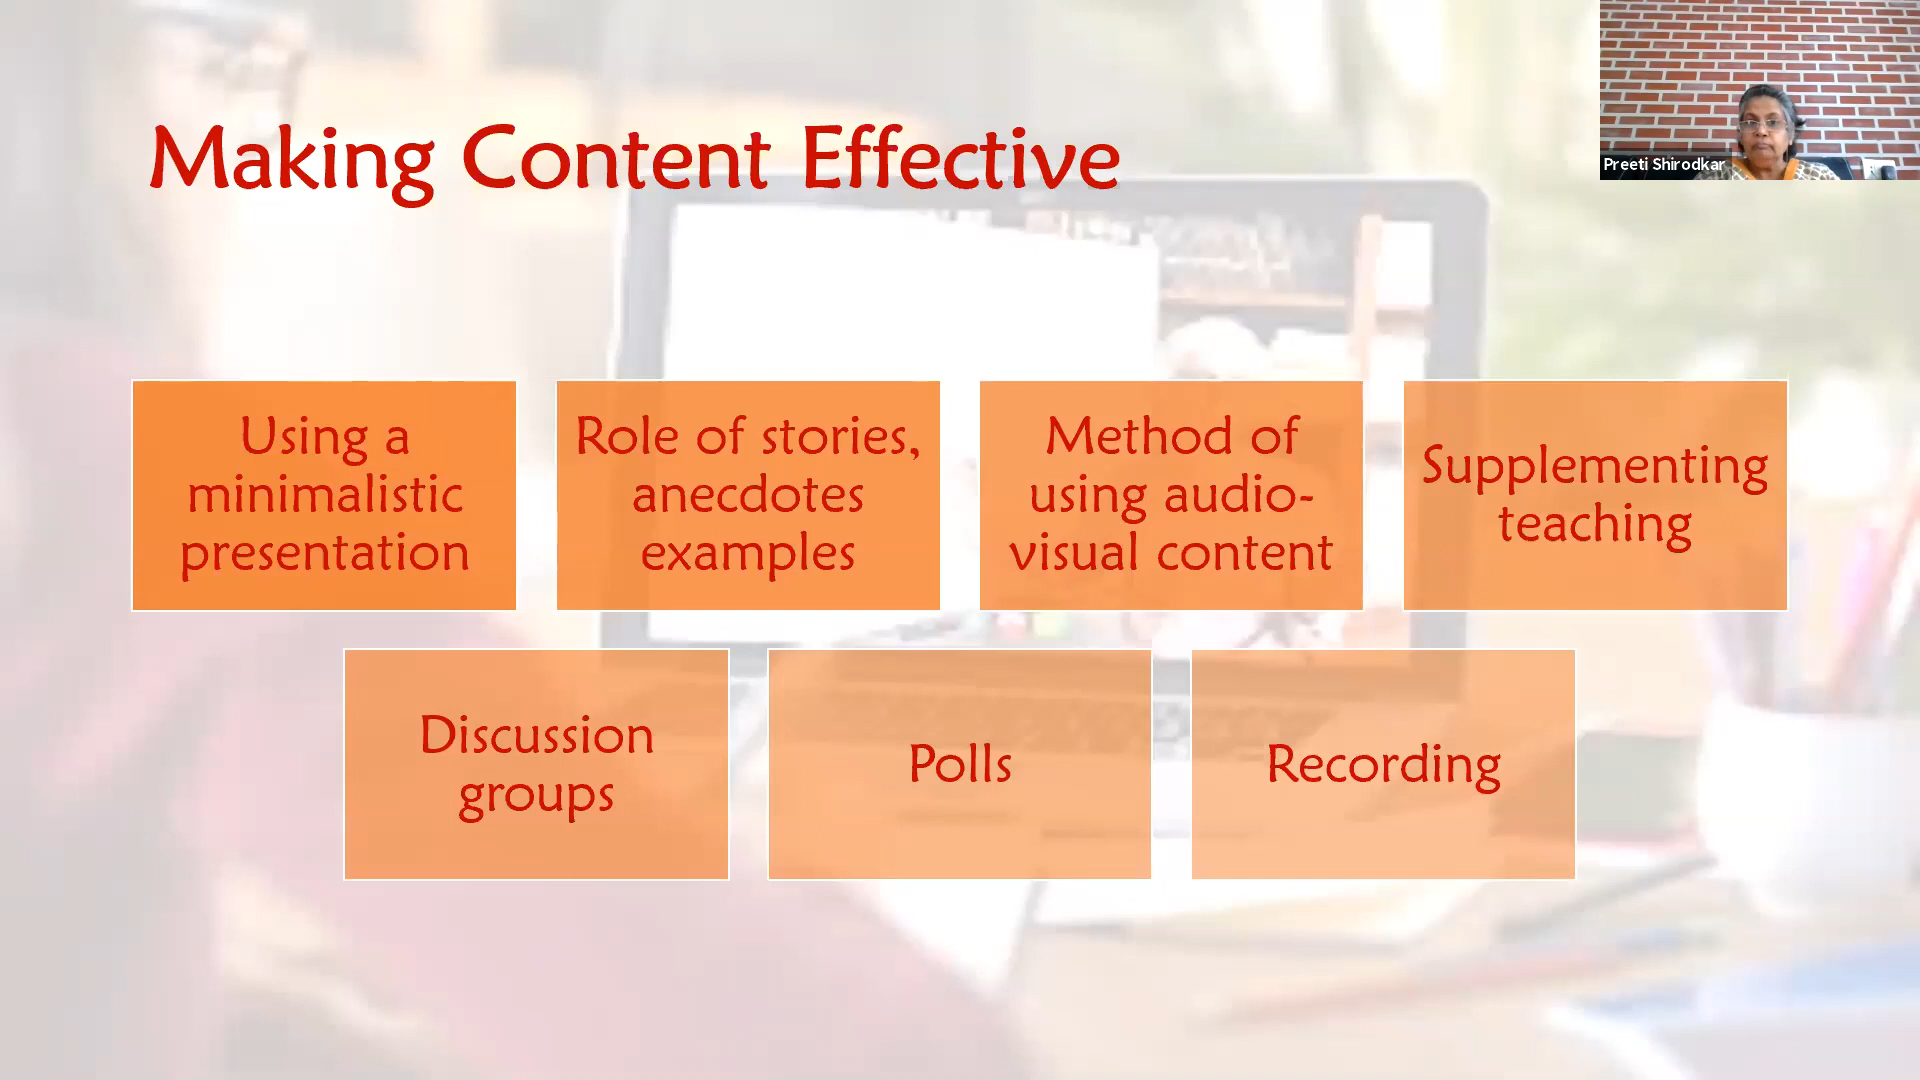 Making Content Effective
Preeti Shirodkar
Using a
minimalistic
presentation
Role of stories,
anecdotes
examples
Method of
using audio-
visual content
Supplementing
teaching
Discussion
groups
Polls
Recording